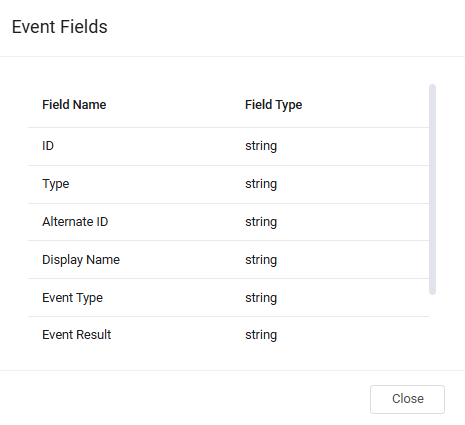 Event Fields
Field Name Field Type
ID string
Type string
Alternate ID string
Display Name string
Event Type string
Event Result string
Close